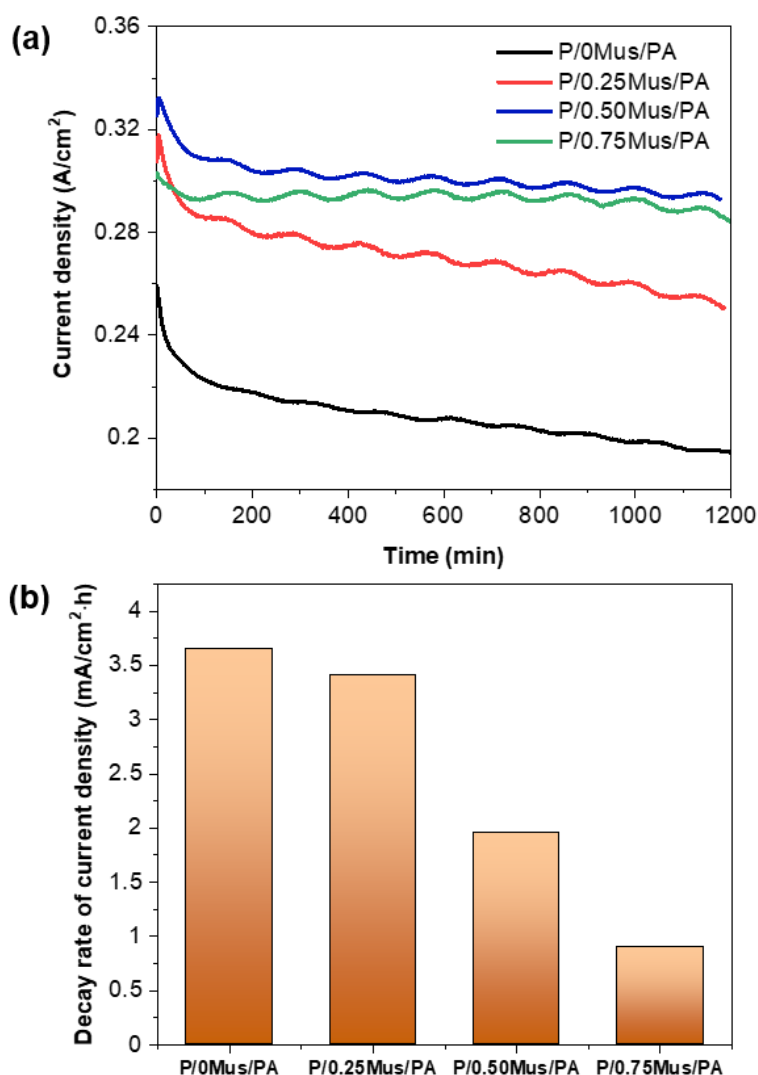 (a)
Current density (A/cm²)
0.36
0.32
0.28
0.24
0.2
P/0Mus/PA
P/0.25Mus/PA
P/0.50Mus/PA
P/0.75Mus/PA
0 200 400 600 800 1000 1200
Time (min)
(b)
Decay rate of current density (mA/cm²·h)
4
3.5
3
2.5
2
1.5
1
0.5
0
P/0Mus/PA P/0.25Mus/PA P/0.50Mus/PA P/0.75Mus/PA